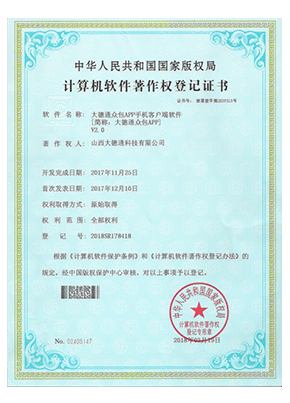 中华人民共和国国家版权局
计算机软件著作权登记证书
证书号： 软著登字第2507513号
软件名称： 大德通众包APP手机客户端软件
[简称：大德通众包APP]
V2.0
著作权人： 山西大德通科技有限公司
开发完成日期： 2017年11月25日
首次发表日期： 2017年12月10日
权利取得方式： 原始取得
权利范围： 全部权利
登记号： 2018SR178418
根据《计算机软件保护条例》和《计算机软件著作权登记办法》的
规定，经中国版权保护中心审核，对以上事项予以登记。
中华人民共和国国家版权局
计算机软件著作权
登记专用章
2018年03月19日
No. 02405147